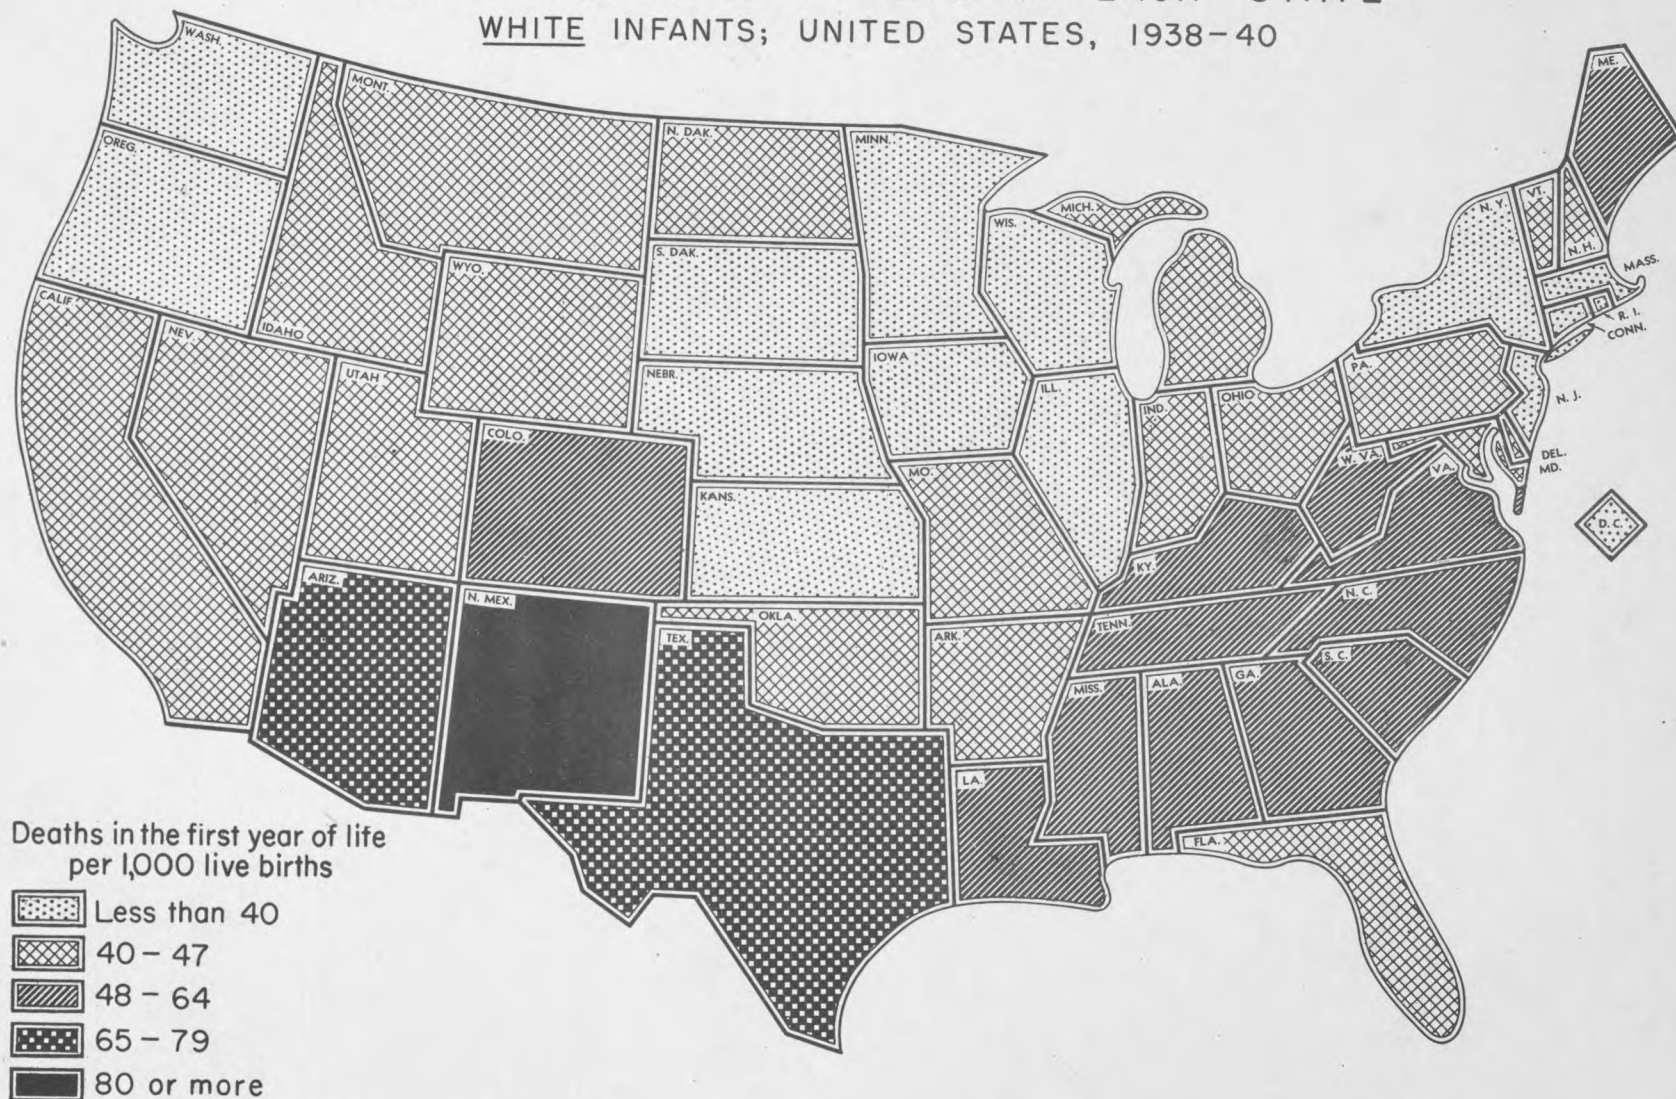 EACH STATE
WHITE INFANTS; UNITED STATES, 1938-40
WASH.
MONT.
N. DAK.
MINN.
ME.
OREG.
MICH.
WIS.
N. Y.
VT.
N. H.
S. DAK.
WYO.
MASS.
CALIF.
NEV.
IDAHO
R. I.
CONN.
IOWA
UTAH
NEBR.
ILL.
PA.
IND.
OHIO
N. J.
COLO.
W. VA.
VA.
DEL.
MD.
MO.
KANS.
D. C.
KY.
ARIZ.
N. MEX.
N. C.
OKLA.
TENN.
TEX.
ARK.
S. C.
MISS.
ALA.
GA.
LA.
FLA.
Deaths in the first year of life
per 1,000 live births
Less than 40
40 - 47
48 - 64
65 - 79
80 or more